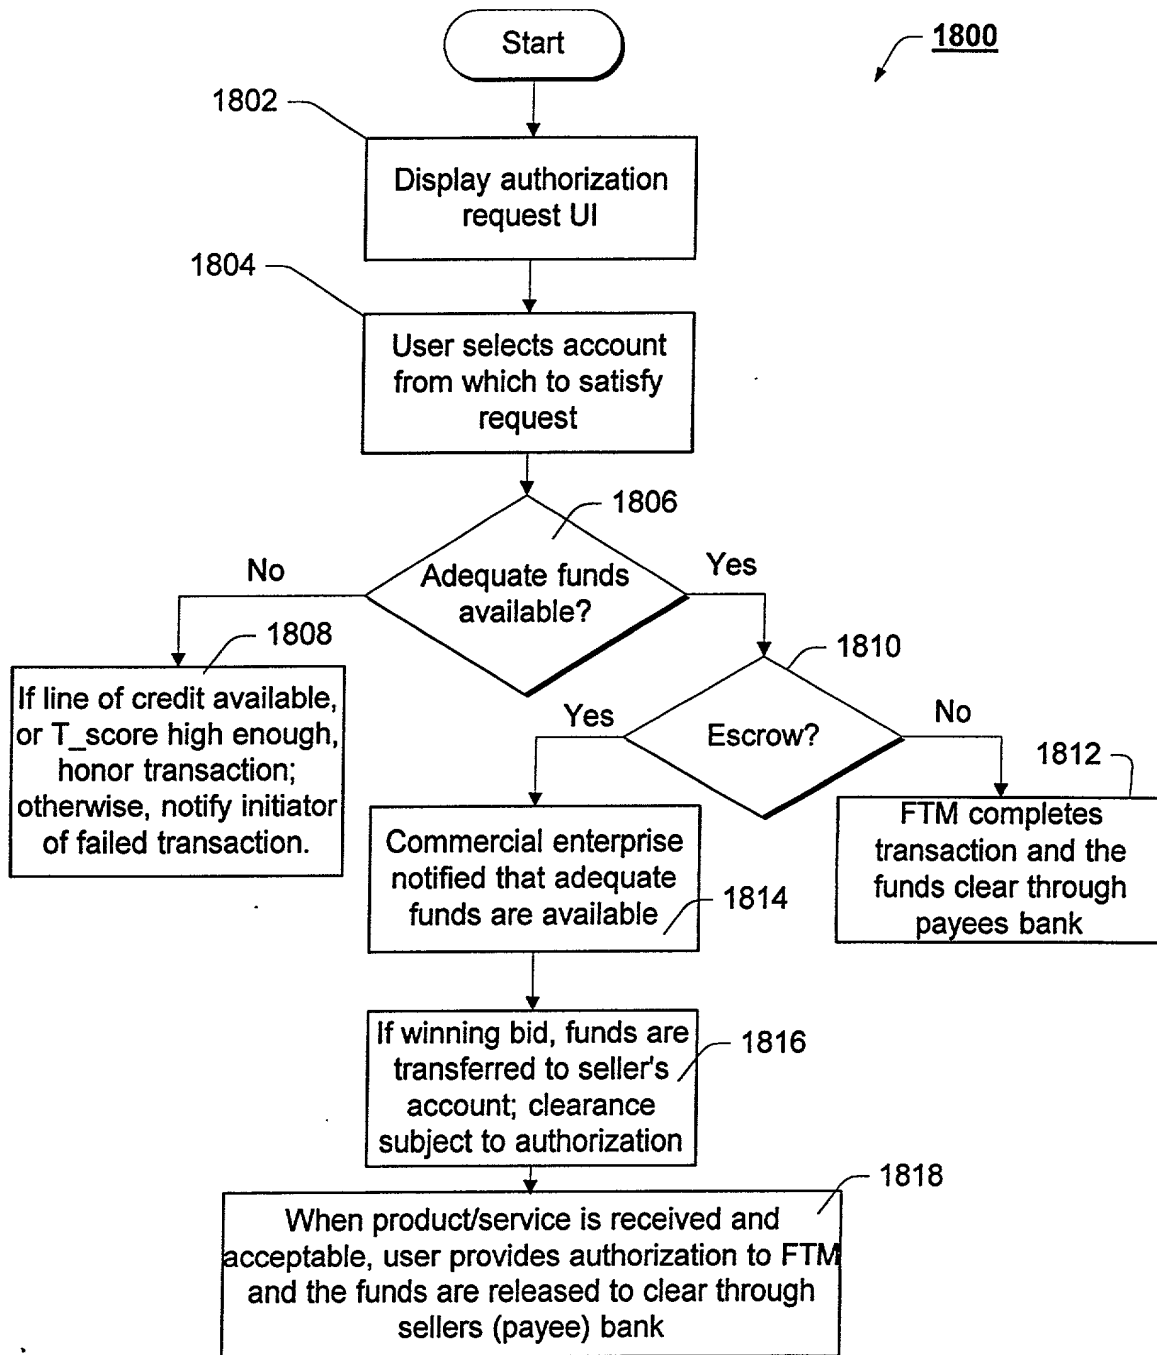 Start
1800
1802
Display authorization
request UI
1804
User selects account
from which to satisfy
request
1806
No
Yes
Adequate funds
available?
1808
1810
If line of credit available,
or T_score high enough,
honor transaction;
otherwise, notify initiator
of failed transaction.
Yes
No
Escrow?
1812
Commercial enterprise
notified that adequate
funds are available
1814
FTM completes
transaction and the
funds clear through
payees bank
If winning bid, funds are
transferred to seller's
account; clearance
subject to authorization
1816
1818
When product/service is received and
acceptable, user provides authorization to FTM
and the funds are released to clear through
sellers (payee) bank